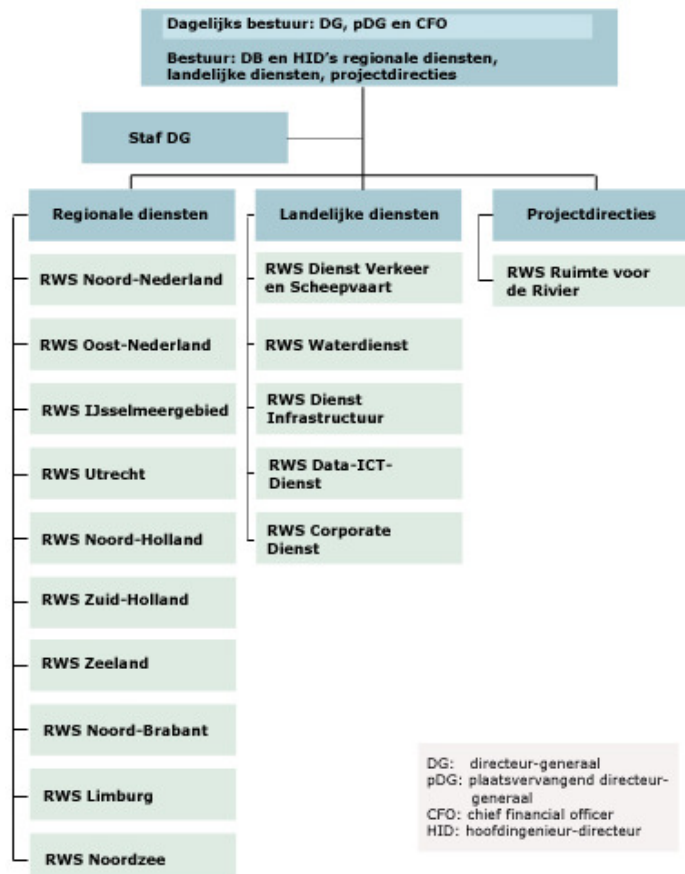 Dagelijks bestuur: DG, pDG en CFO
Bestuur: DB en HID's regionale diensten,
landelijke diensten, projectdirecties
Staf DG
Regionale diensten
RWS Noord-Nederland
RWS Oost-Nederland
RWS IJsselmeergebied
RWS Utrecht
RWS Noord-Holland
RWS Zuid-Holland
RWS Zeeland
RWS Noord-Brabant
RWS Limburg
RWS Noordzee
Landelijke diensten
RWS Dienst Verkeer
en Scheepvaart
RWS Waterdienst
RWS Dienst
Infrastructuur
RWS Data-ICT-
Dienst
RWS Corporate
Dienst
Projectdirecties
RWS Ruimte voor
de Rivier
DG: directeur-generaal
pDG: plaatsvervangend directeur-
generaal
CFO: chief financial officer
HID: hoofdingenieur-directeur